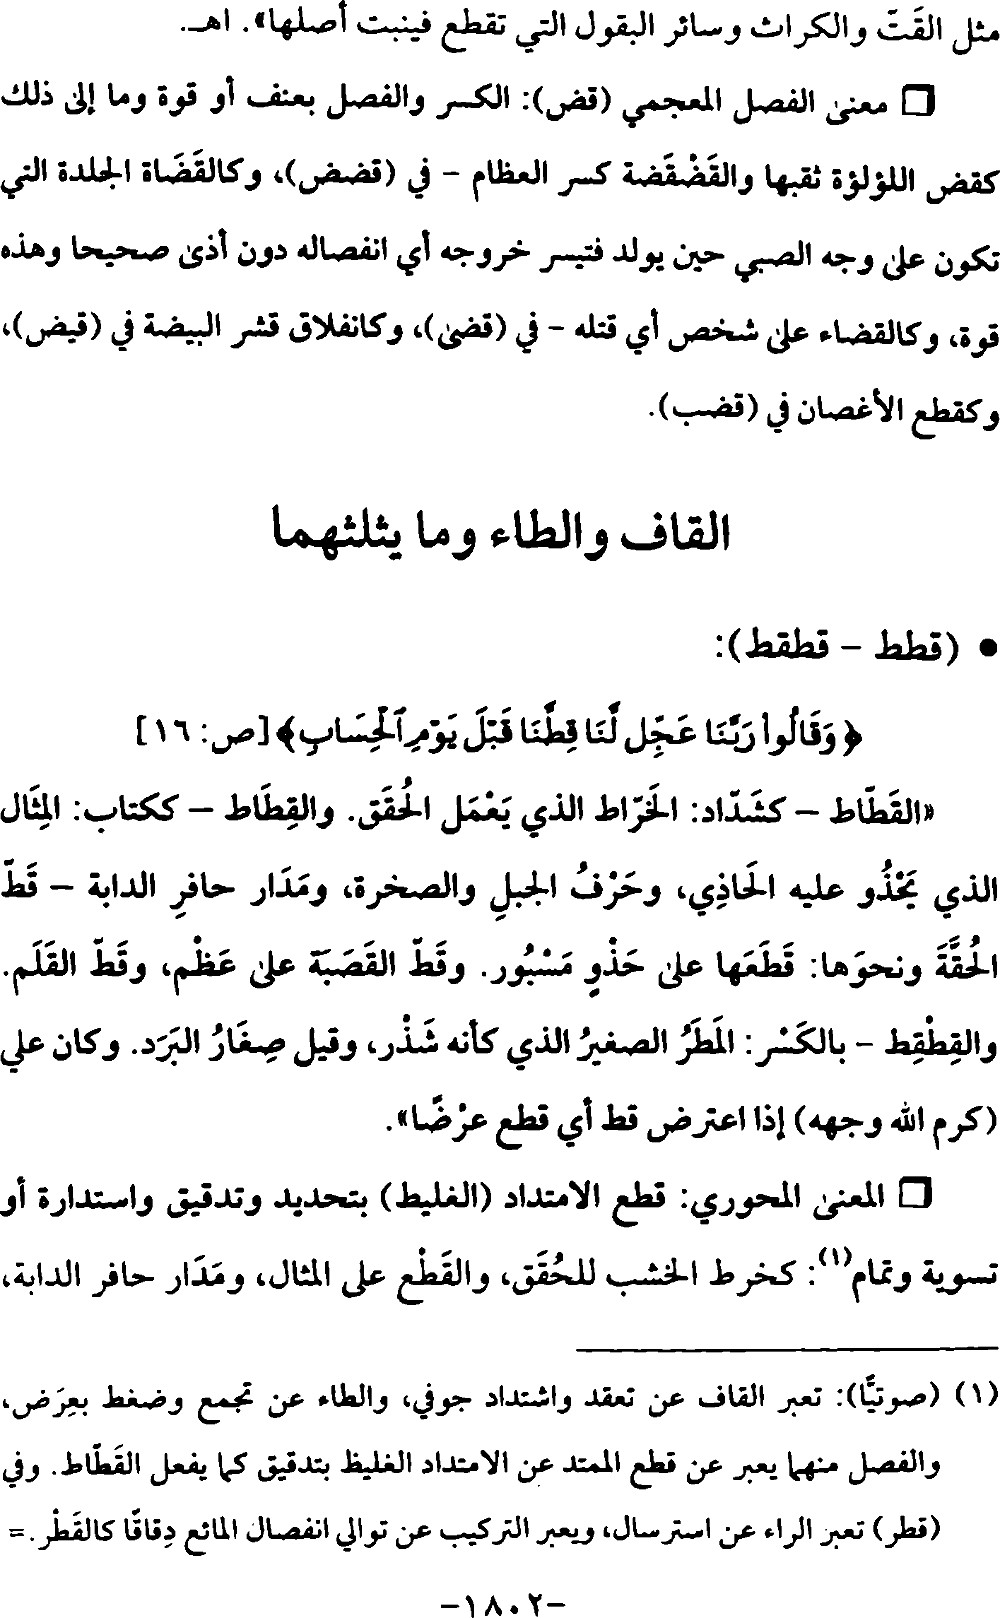 مثل القَتّ والكراث وسائر البقول التي تقطع فينبت أصلها». اهـ.
❑ معنى الفصل المعجمي (قض): الكسر والفصل بعنف أو قوة وما إلى ذلك
كقض اللؤلؤة ثقبها والقَضْقَضة كسر العظام - في (قضض)، وكالقَضَاة الجلدة التي
تكون على وجه الصبي حين يولد فتيسر خروجه أي انفصاله دون أذى صحيحا وهذه
قوة، وكالقضاء على شخص أي قتله - في (قضى)، وكانفلاق قشر البيضة في (قيض)،
وكقطع الأغصان في (قضب).
القاف والطاء وما يثلثهما
• (قطط – قطقط):
﴿وَقَالُوا۟ رَبَّنَا عَجِّل لَّنَا قِطَّنَا قَبْلَ يَوْمِ ٱلْحِسَابِ﴾ [ص: ١٦]
«القَطّاط – كشَدّاد: الخَرّاط الذي يَعْمَل الحُقَق. والقِطَاط – ككتاب: المِثَال
الذي يَحْذُو عليه الحَاذِي، وحَرْفُ الجبلِ والصخرة، ومَدَار حافرِ الدابة – قَطّ
الحُقَّةَ ونحوَها: قَطَعَها على حَذْوٍ مَسْبُور. وقَطّ القَصَبَة على عَظْم، وقَطّ القَلَم.
والقِطْقِط - بالكَسْر: المَطَرُ الصغيرُ الذي كأنه شَذْر، وقيل صِغَارُ البَرَد. وكان علي
(كرم الله وجهه) إذا اعترض قط أي قطع عرْضًا».
❑ المعنى المحوري: قطع الامتداد (الغليط) بتحديد وتدقيق واستدارة أو
تسوية وتمام(١): كخرط الخشب للحُقَق، والقَطْع على المثال، ومَدَار حافر الدابة،
(١) (صوتيًّا): تعبر القاف عن تعقد واشتداد جوفي، والطاء عن تجمع وضغط بعِرَض،
والفصل منهما يعبر عن قطع الممتد عن الامتداد الغليظ بتدقيق كما يفعل القَطّاط. وفي
(قطر) تعبر الراء عن استرسال، ويعبر التركيب عن توالي انفصال المائع دِقاقًا كالقَطْر. =
-١٨٠٢-